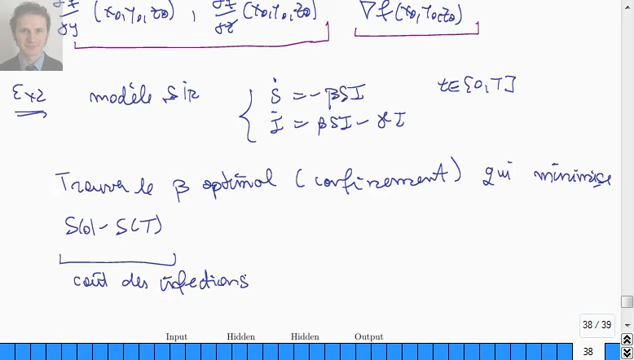 ∂f/∂y (x0,y0,z0) , ∂f/∂z (x0,y0,z0) ∇f(x0,y0,z0)
Ex2 modèle SIR { Ṡ = -βSI t∈[0,T]
İ = βSI - γI
Trouver le β optimal (confinement) qui minimise
S(0) - S(T)
coût des infections
38 / 39
Input Hidden Hidden Output
38